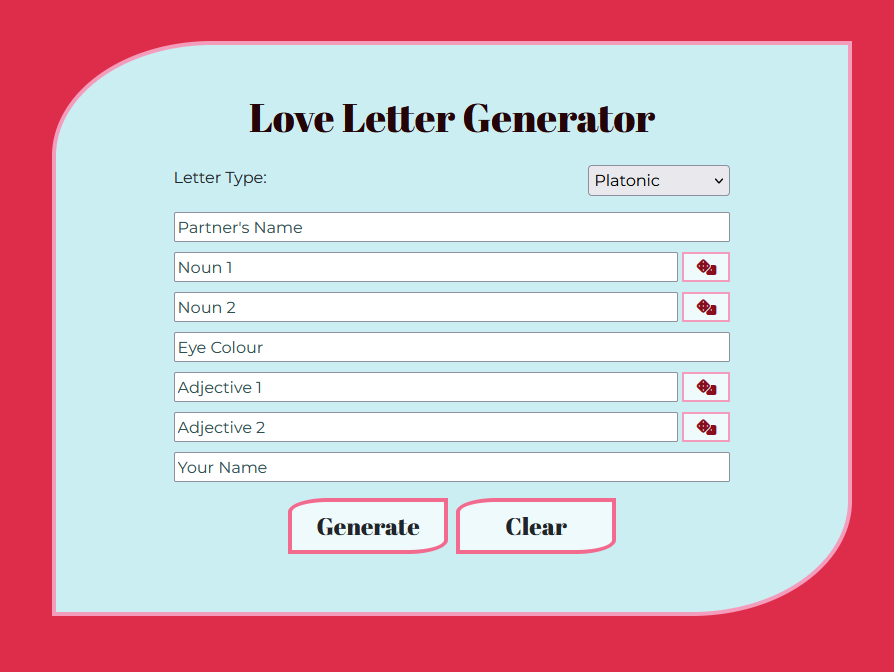 Love Letter Generator
Letter Type: Platonic
Partner's Name
Noun 1
Noun 2
Eye Colour
Adjective 1
Adjective 2
Your Name
Generate Clear